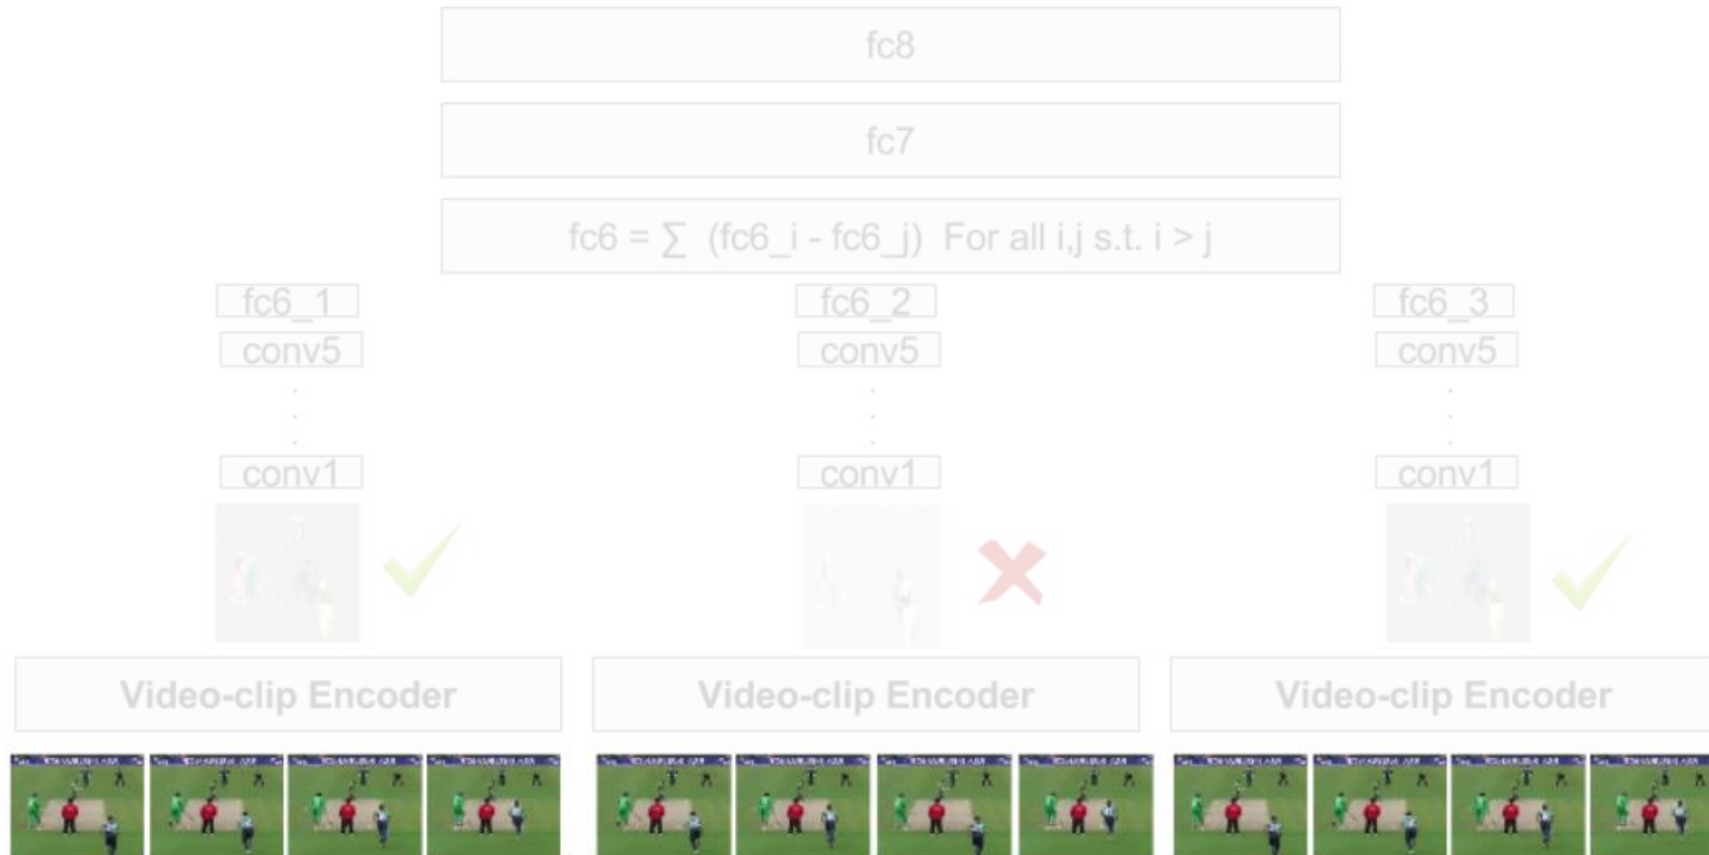 fc8
fc7
fc6 = ∑ (fc6_i - fc6_j) For all i,j s.t. i > j
fc6_1 fc6_2 fc6_3
conv5 conv5 conv5
conv1 conv1 conv1
Video-clip Encoder Video-clip Encoder Video-clip Encoder